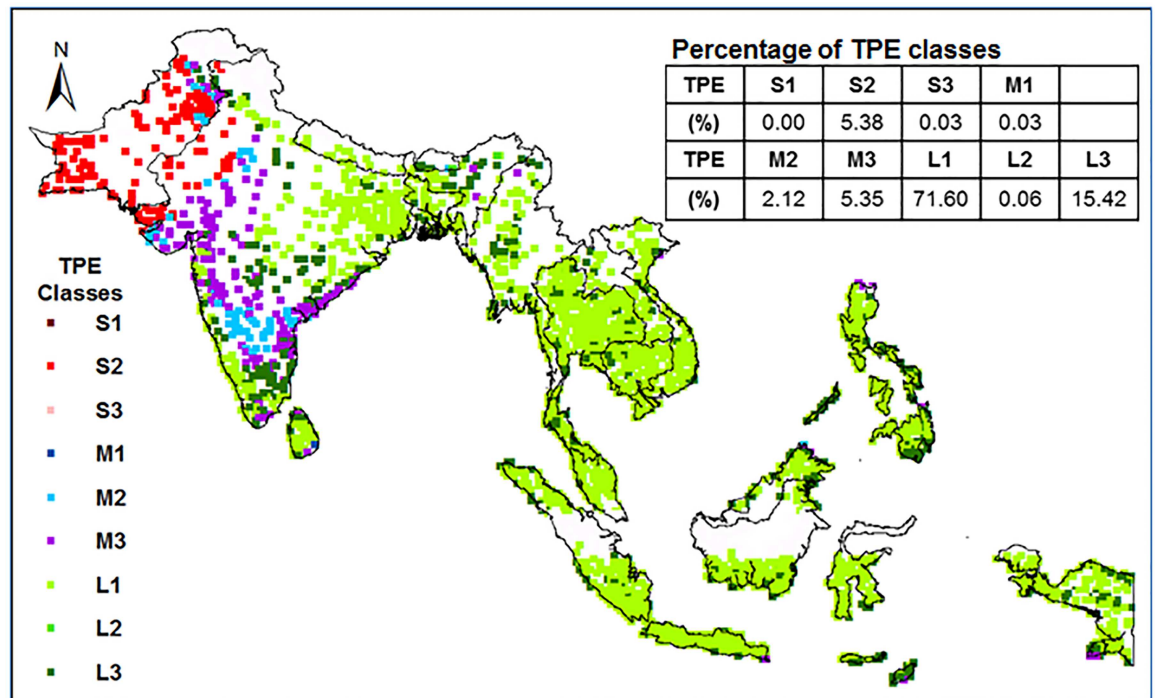 N
Percentage of TPE classes
TPE S1 S2 S3 M1
(%) 0.00 5.38 0.03 0.03
TPE M2 M3 L1 L2 L3
(%) 2.12 5.35 71.60 0.06 15.42
TPE
Classes
S1
S2
S3
M1
M2
M3
L1
L2
L3